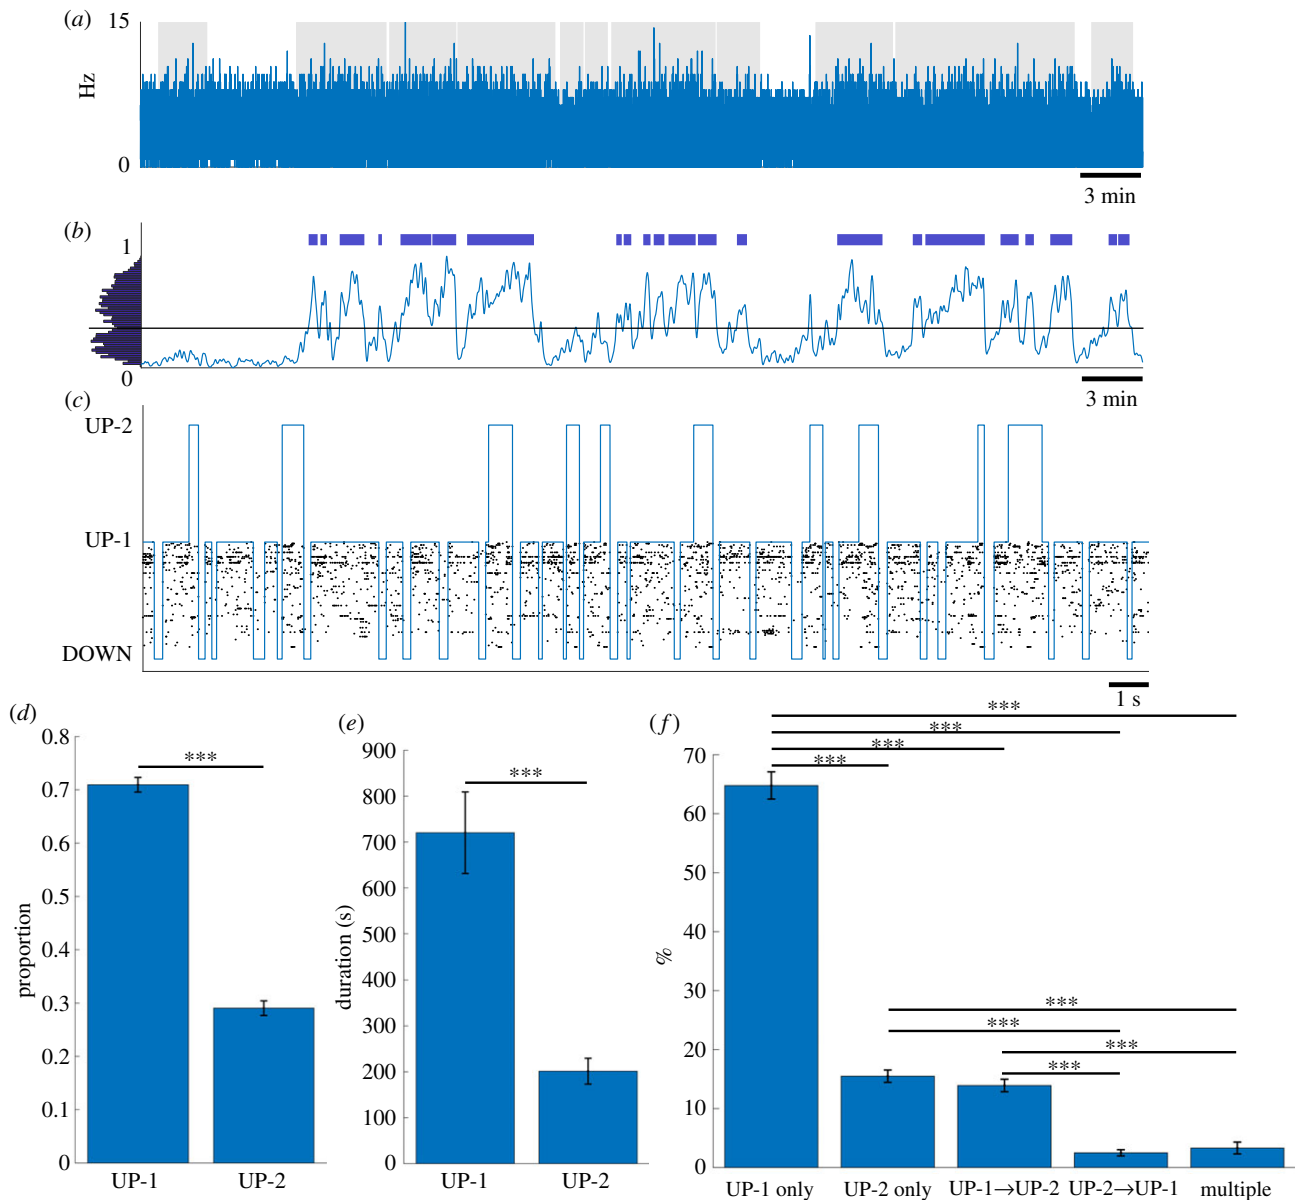 (a)
15
Hz
0
3 min
(b)
1
0
3 min
(c)
UP-2
UP-1
DOWN
1 s
(d)
0.8
0.7
0.6
0.5
0.4
0.3
0.2
0.1
0
proportion
***
UP-1 UP-2
(e)
900
800
700
600
500
400
300
200
100
0
duration (s)
***
UP-1 UP-2
(f)
70
60
50
40
30
20
10
0
%
***
***
***
***
***
***
***
***
UP-1 only UP-2 only UP-1→UP-2 UP-2→UP-1 multiple